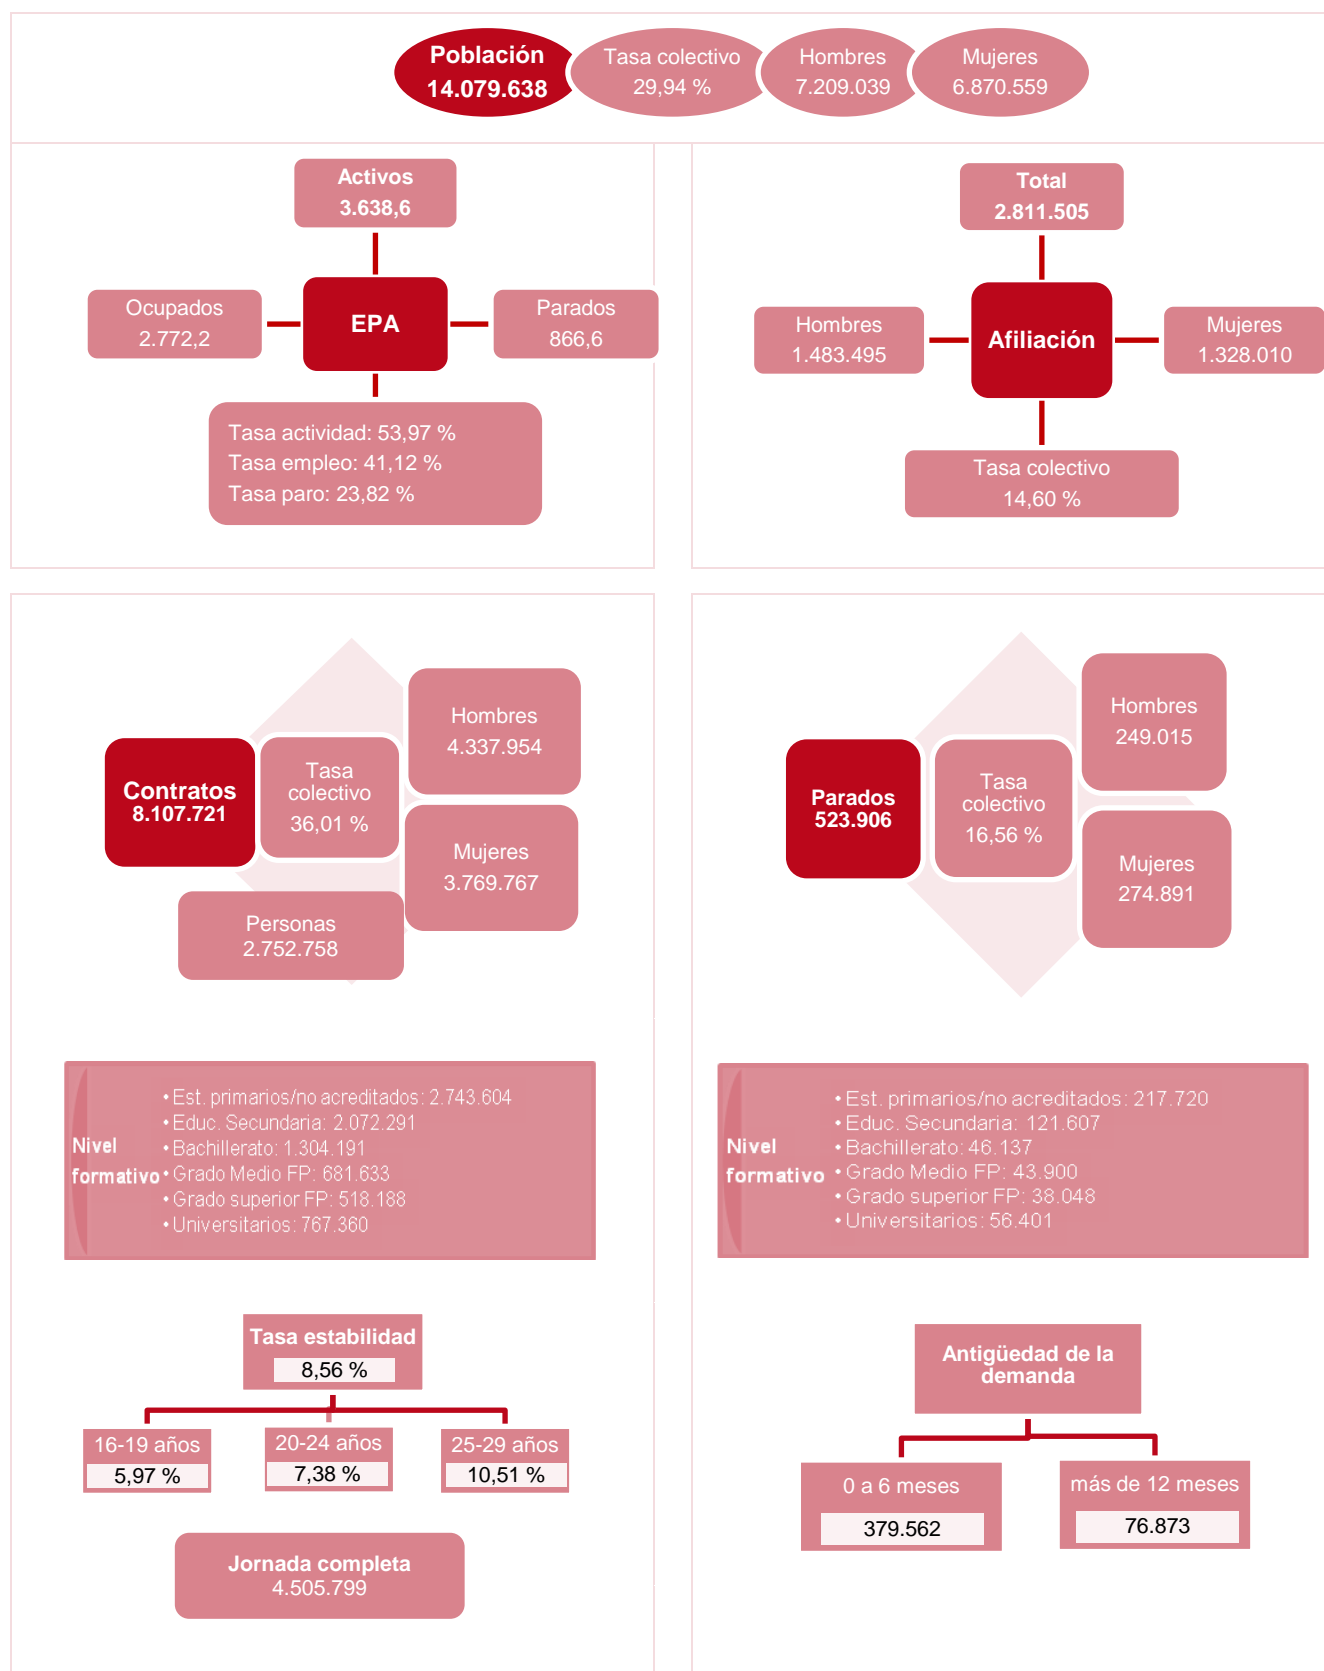 Población
14.079.638
Tasa colectivo
29,94 %
Hombres
7.209.039
Mujeres
6.870.559
Activos
3.638,6
Ocupados
2.772,2
EPA
Parados
866,6
Tasa actividad: 53,97 %
Tasa empleo: 41,12 %
Tasa paro: 23,82 %
Total
2.811.505
Hombres
1.483.495
Afiliación
Mujeres
1.328.010
Tasa colectivo
14,60 %
Contratos
8.107.721
Tasa
colectivo
36,01 %
Hombres
4.337.954
Mujeres
3.769.767
Personas
2.752.758
Parados
523.906
Tasa
colectivo
16,56 %
Hombres
249.015
Mujeres
274.891
Nivel
formativo
• Est. primarios/no acreditados: 2.743.604
• Educ. Secundaria: 2.072.291
• Bachillerato: 1.304.191
• Grado Medio FP: 681.633
• Grado superior FP: 518.188
• Universitarios: 767.360
Nivel
formativo
• Est. primarios/no acreditados: 217.720
• Educ. Secundaria: 121.607
• Bachillerato: 46.137
• Grado Medio FP: 43.900
• Grado superior FP: 38.048
• Universitarios: 56.401
Tasa estabilidad
8,56 %
16-19 años
5,97 %
20-24 años
7,38 %
25-29 años
10,51 %
Jornada completa
4.505.799
Antigüedad de la
demanda
0 a 6 meses
379.562
más de 12 meses
76.873